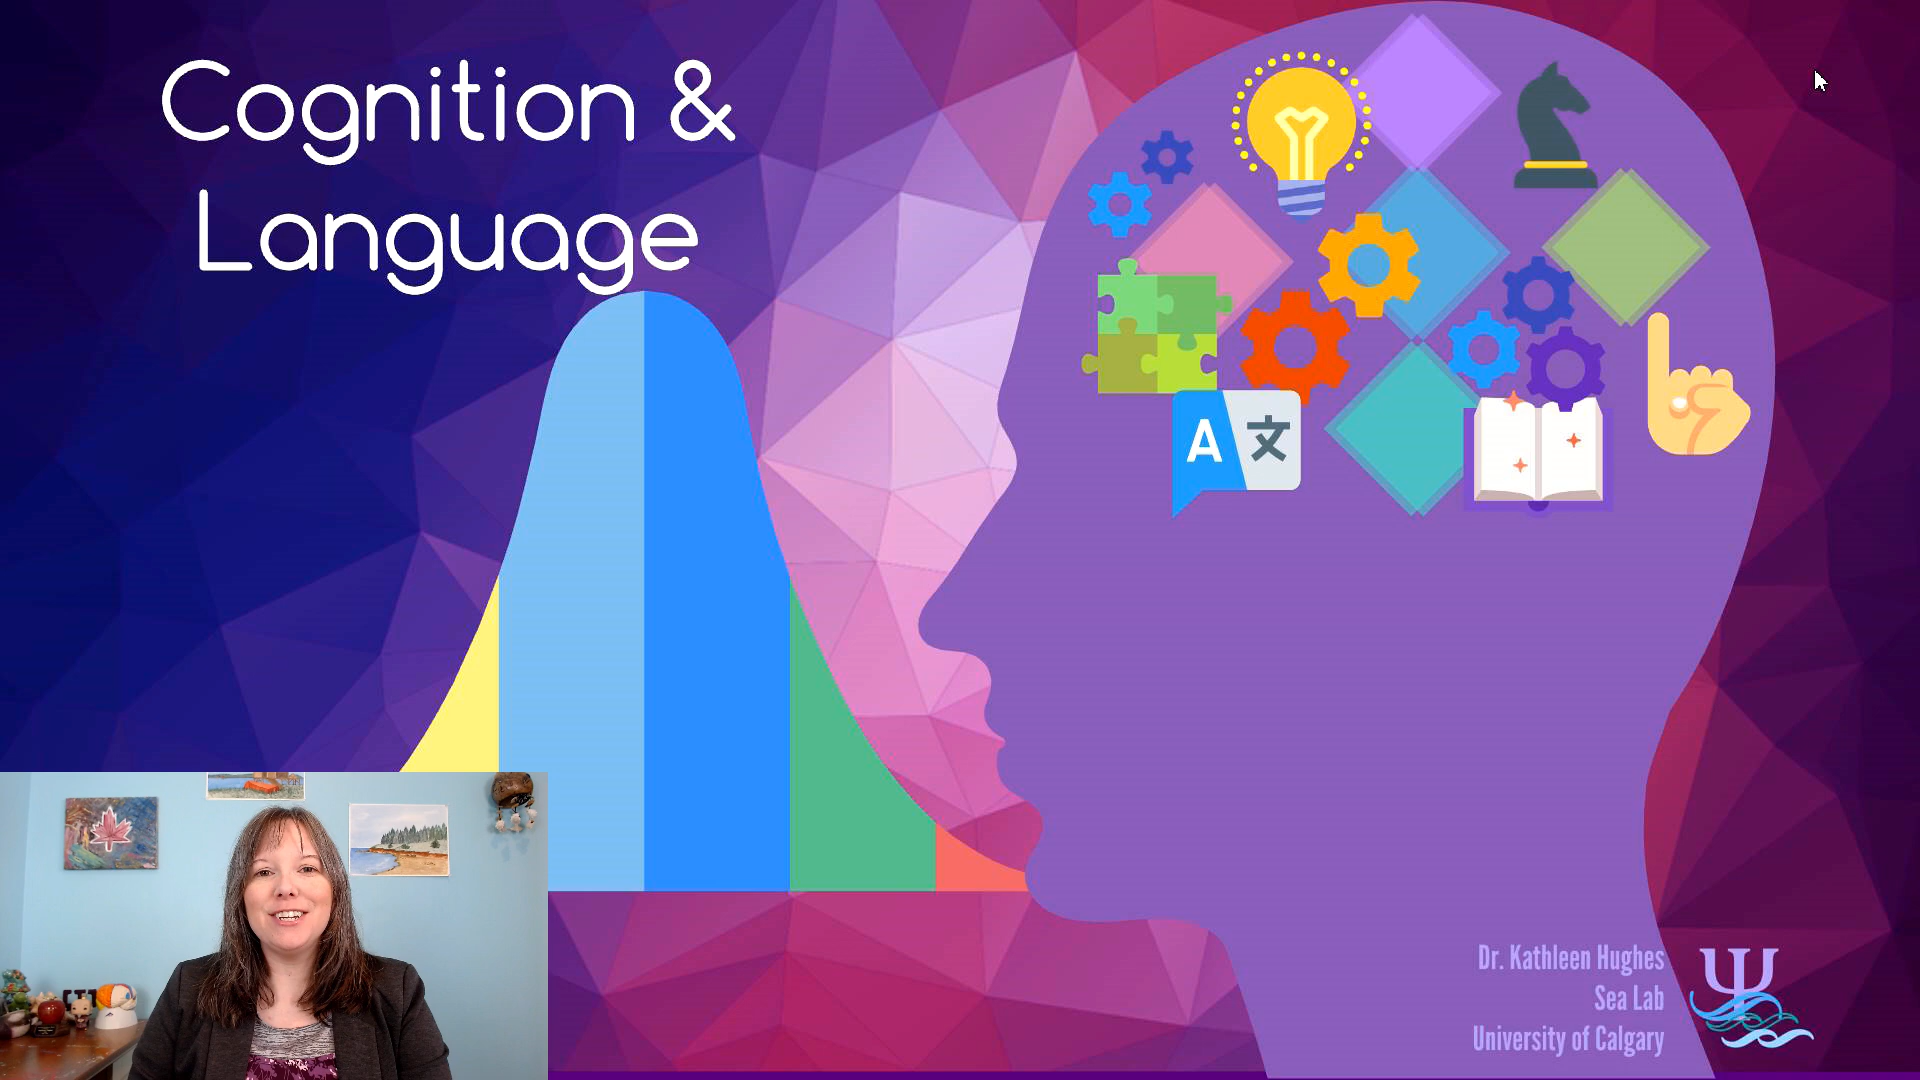 Cognition &
Language
A 文
Dr. Kathleen Hughes
Sea Lab
University of Calgary
Ψ